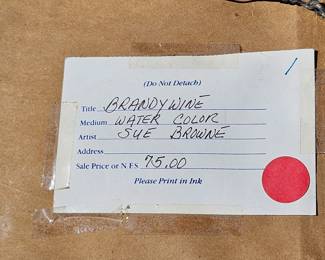 (Do Not Detach)
Title BRANDYWINE
Medium WATER COLOR
Artist SUE BROWNE
Address
Sale Price or N F S 75.00
Please Print in Ink